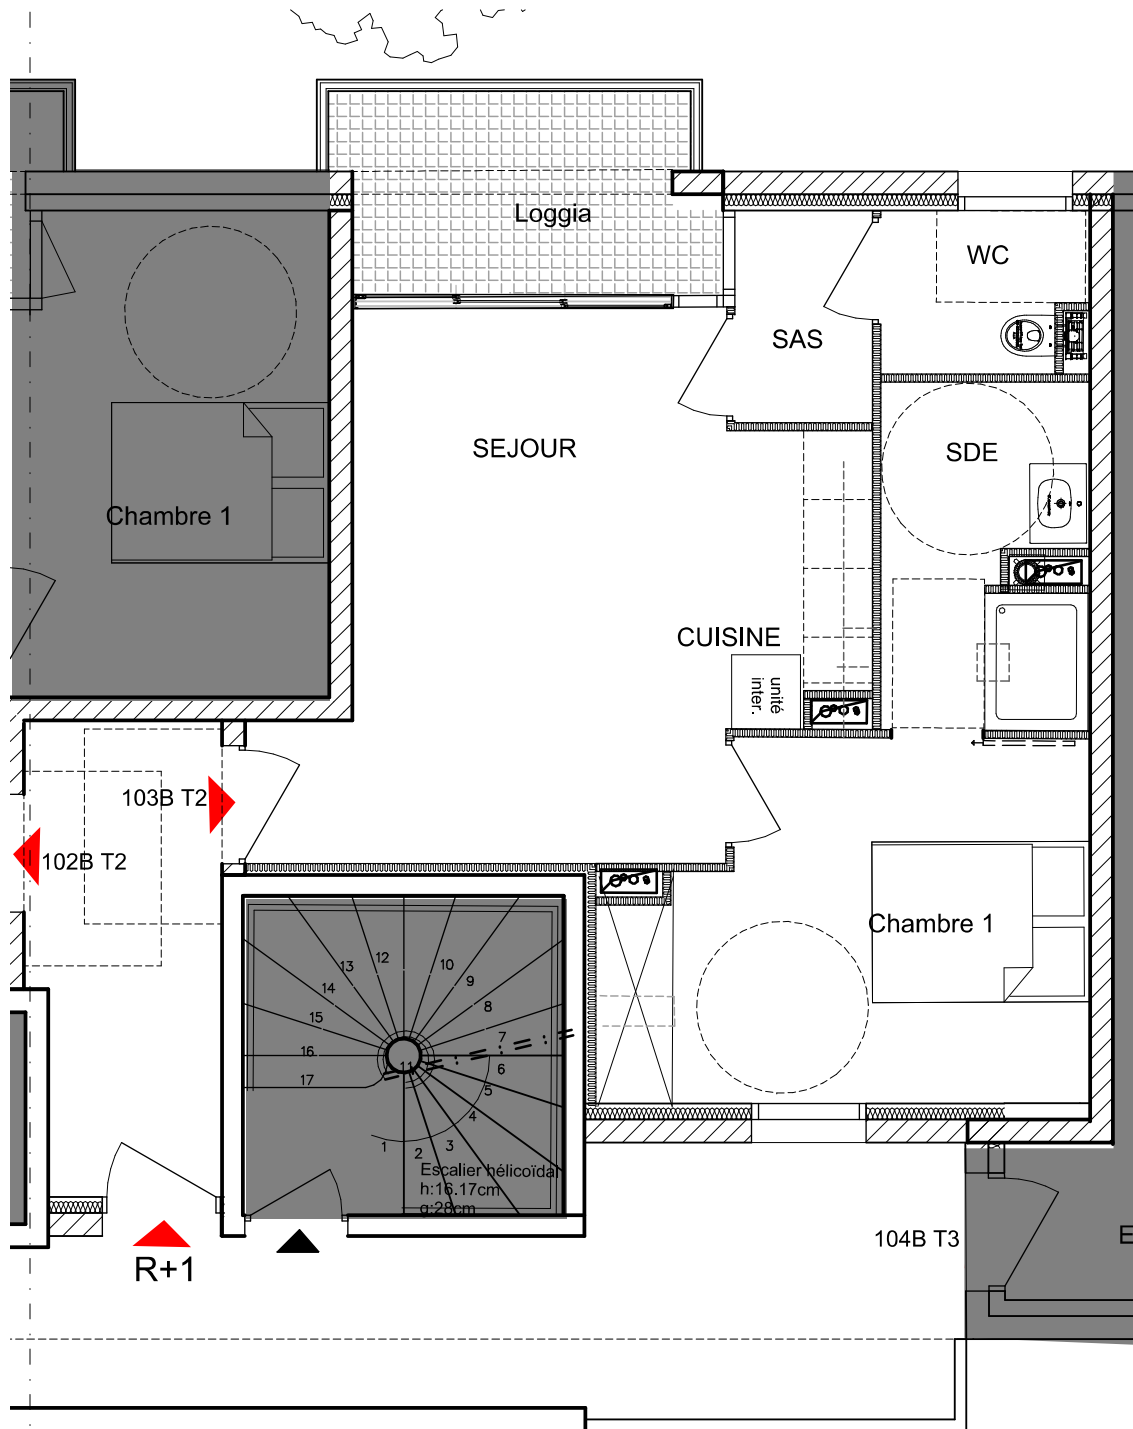 Loggia
WC
SAS
SEJOUR
SDE
Chambre 1
CUISINE
unité
inter.
103B T2
102B T2
Chambre 1
13
12
10
9
14
8
15
7
16
11
6
17
5
4
1
2
3
Escalier hélicoïdal
h:16.17cm
g:28cm
104B T3
E
R+1